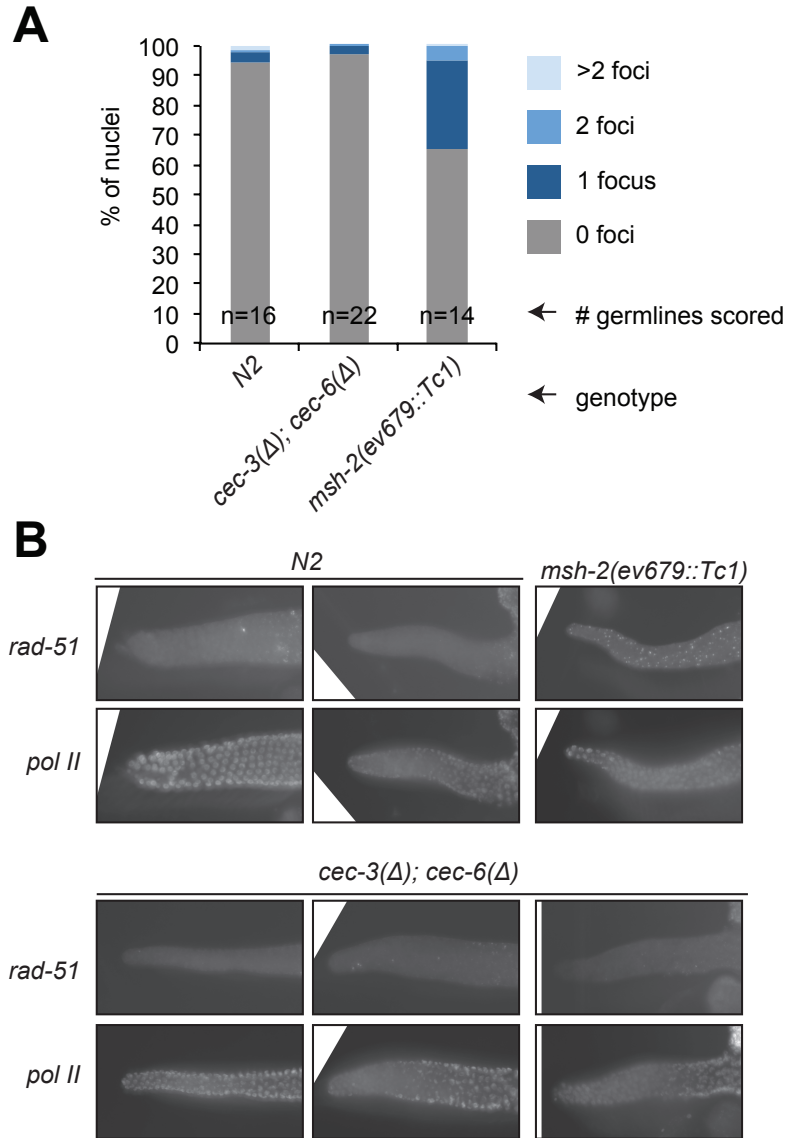 A
% of nuclei
100
90
80
70
60
50
40
30
20
10
0
n=16
n=22
n=14
N2
cec-3(Δ); cec-6(Δ)
msh-2(ev679::Tc1)
>2 foci
2 foci
1 focus
0 foci
# germlines scored
genotype
B
N2
msh-2(ev679::Tc1)
rad-51
pol II
cec-3(Δ); cec-6(Δ)
rad-51
pol II